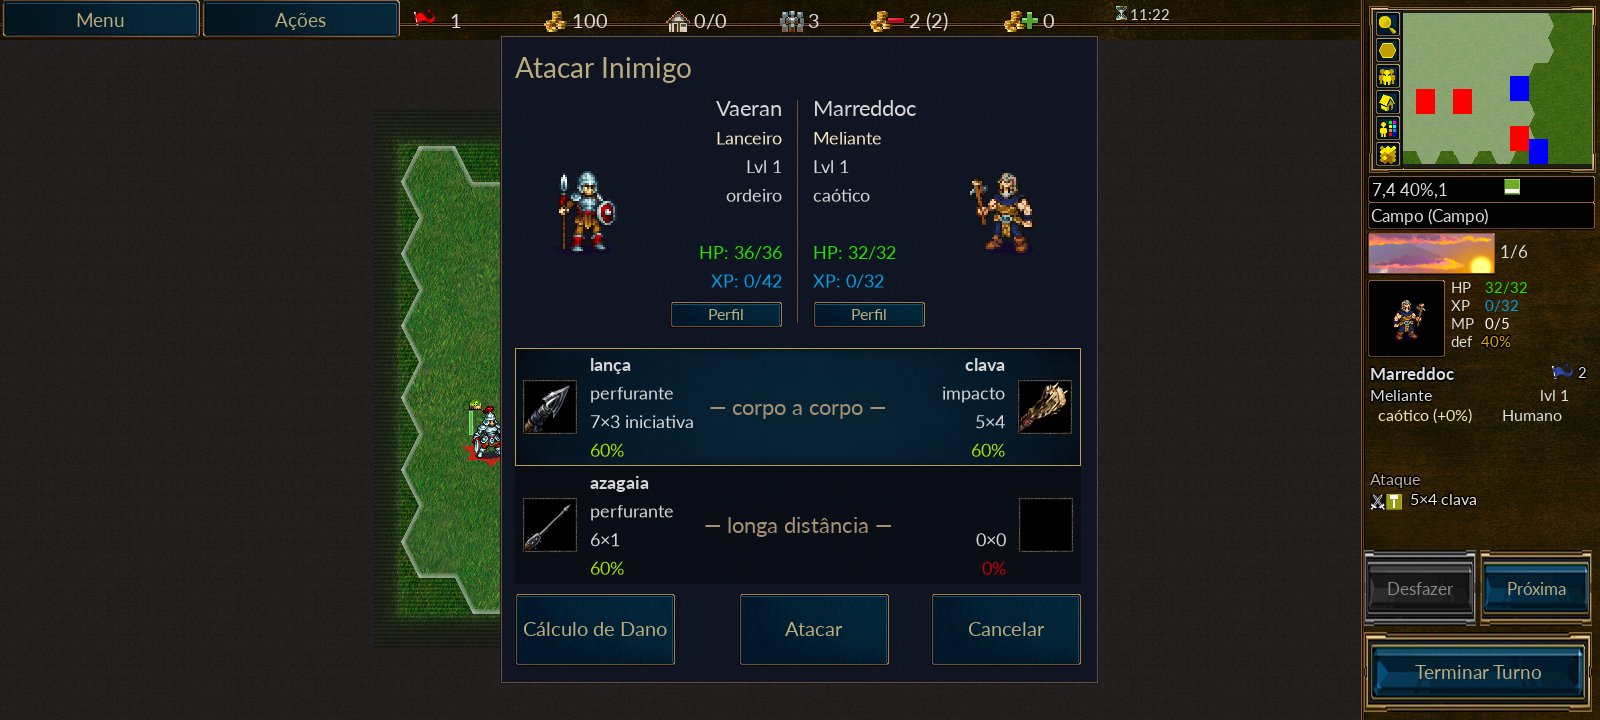 Menu
Ações
1
100
0/0
3
2 (2)
0
11:22
Atacar Inimigo
Vaeran
Lanceiro
Lvl 1
ordeiro
HP: 36/36
XP: 0/42
Perfil
Marreddoc
Meliante
Lvl 1
caótico
HP: 32/32
XP: 0/32
Perfil
lança
perfurante
7×3 iniciativa
60%
— corpo a corpo —
clava
impacto
5×4
60%
azagaia
perfurante
6×1
60%
— longa distância —
0×0
0%
Cálculo de Dano
Atacar
Cancelar
7,4 40%,1
Campo (Campo)
1/6
HP 32/32
XP 0/32
MP 0/5
def 40%
Marreddoc 2
Meliante lvl 1
caótico (+0%) Humano
Ataque
5×4 clava
Desfazer
Próxima
Terminar Turno